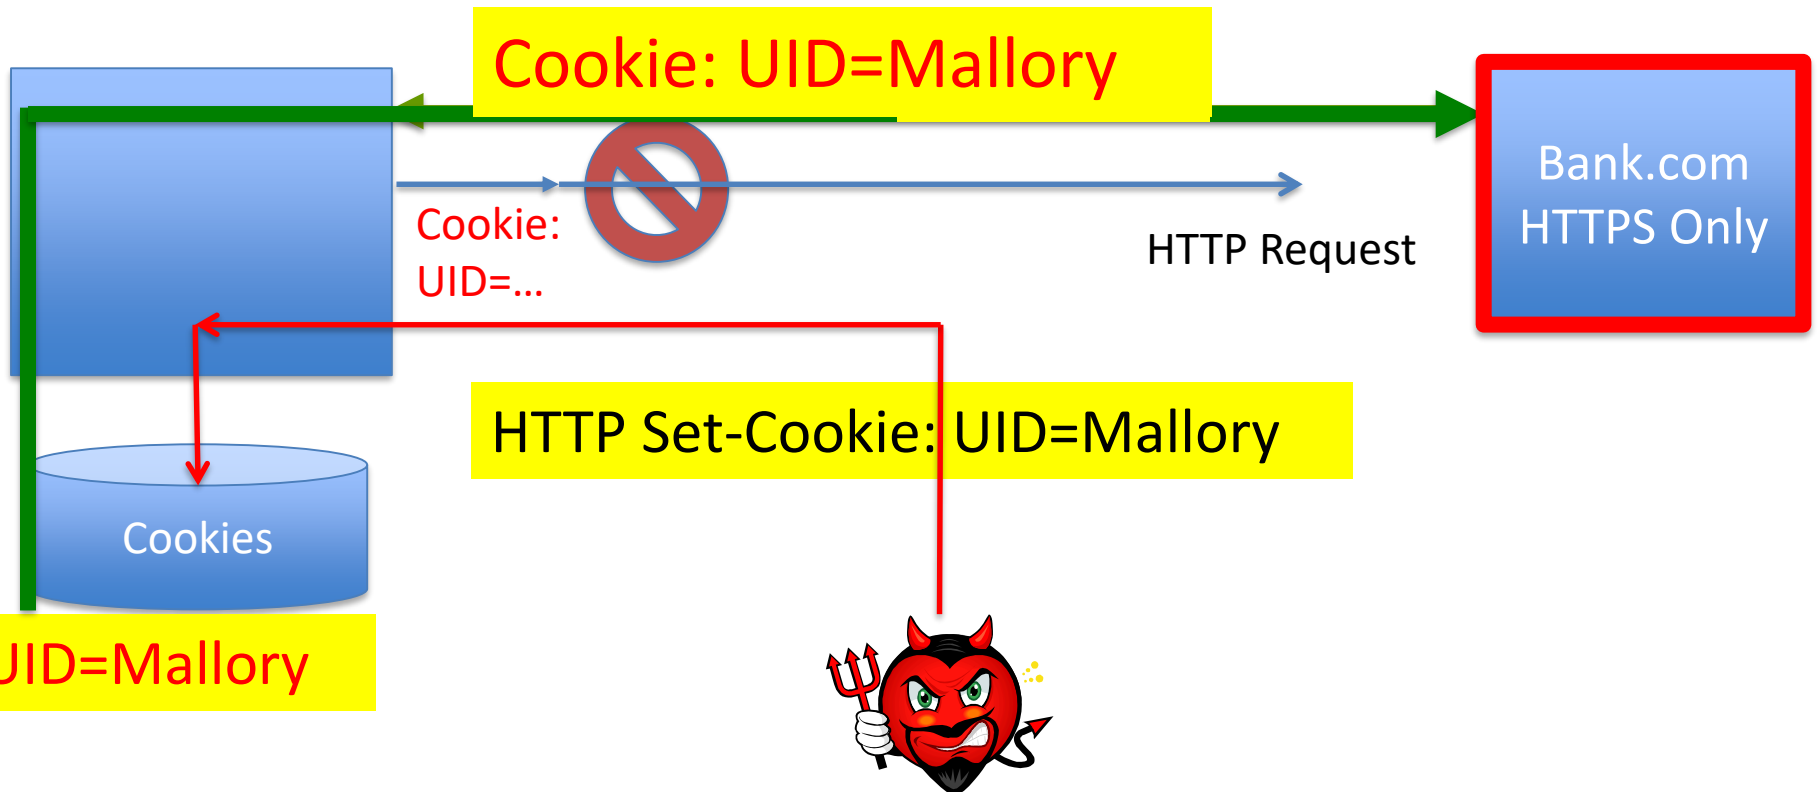 Cookie: UID=Mallory
Bank.com
HTTPS Only
Cookie:
UID=...
HTTP Request
HTTP Set-Cookie: UID=Mallory
Cookies
UID=Mallory